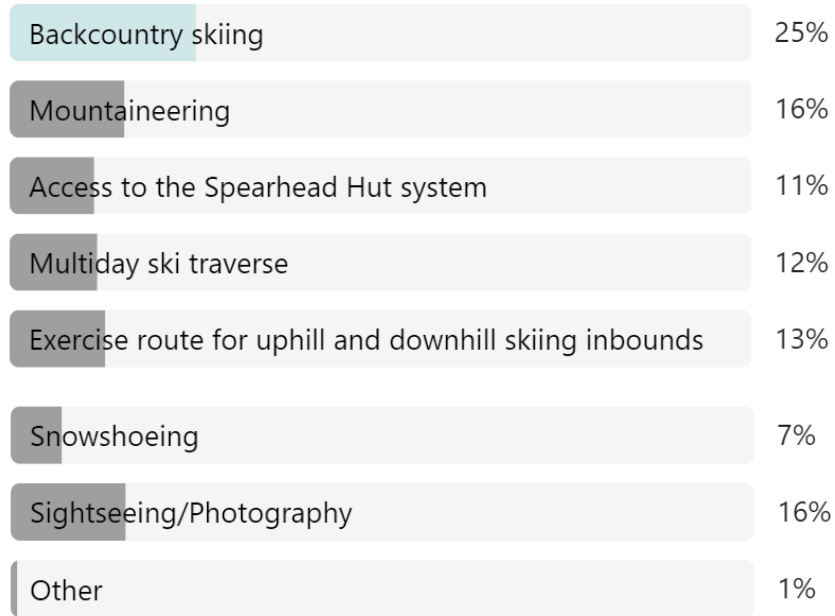 Backcountry skiing 25%
Mountaineering 16%
Access to the Spearhead Hut system 11%
Multiday ski traverse 12%
Exercise route for uphill and downhill skiing inbounds 13%
Snowshoeing 7%
Sightseeing/Photography 16%
Other 1%